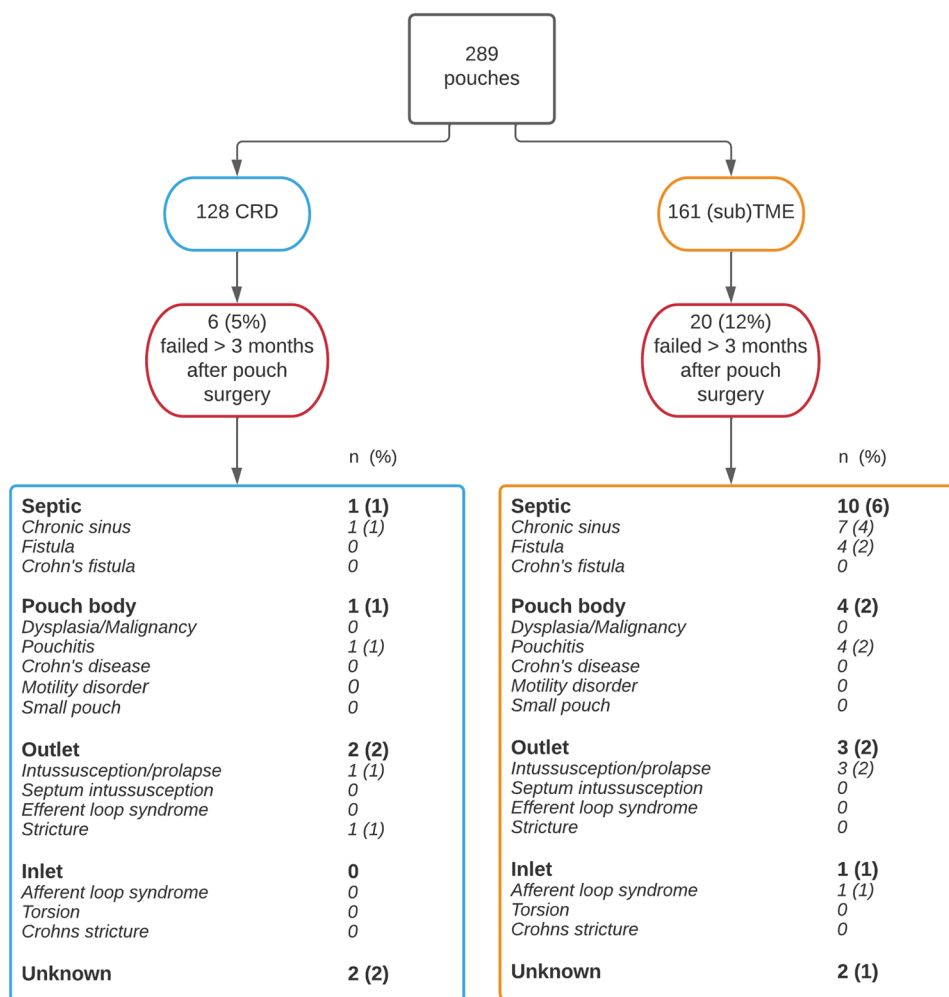 289
pouches
128 CRD
161 (sub)TME
6 (5%)
failed > 3 months
after pouch
surgery
20 (12%)
failed > 3 months
after pouch
surgery
n (%)
Septic 1 (1)
Chronic sinus 1 (1)
Fistula 0
Crohn's fistula 0
Pouch body 1 (1)
Dysplasia/Malignancy 0
Pouchitis 1 (1)
Crohn's disease 0
Motility disorder 0
Small pouch 0
Outlet 2 (2)
Intussusception/prolapse 1 (1)
Septum intussusception 0
Efferent loop syndrome 0
Stricture 1 (1)
Inlet 0
Afferent loop syndrome 0
Torsion 0
Crohns stricture 0
Unknown 2 (2)
n (%)
Septic 10 (6)
Chronic sinus 7 (4)
Fistula 4 (2)
Crohn's fistula 0
Pouch body 4 (2)
Dysplasia/Malignancy 0
Pouchitis 4 (2)
Crohn's disease 0
Motility disorder 0
Small pouch 0
Outlet 3 (2)
Intussusception/prolapse 3 (2)
Septum intussusception 0
Efferent loop syndrome 0
Stricture 0
Inlet 1 (1)
Afferent loop syndrome 1 (1)
Torsion 0
Crohns stricture 0
Unknown 2 (1)